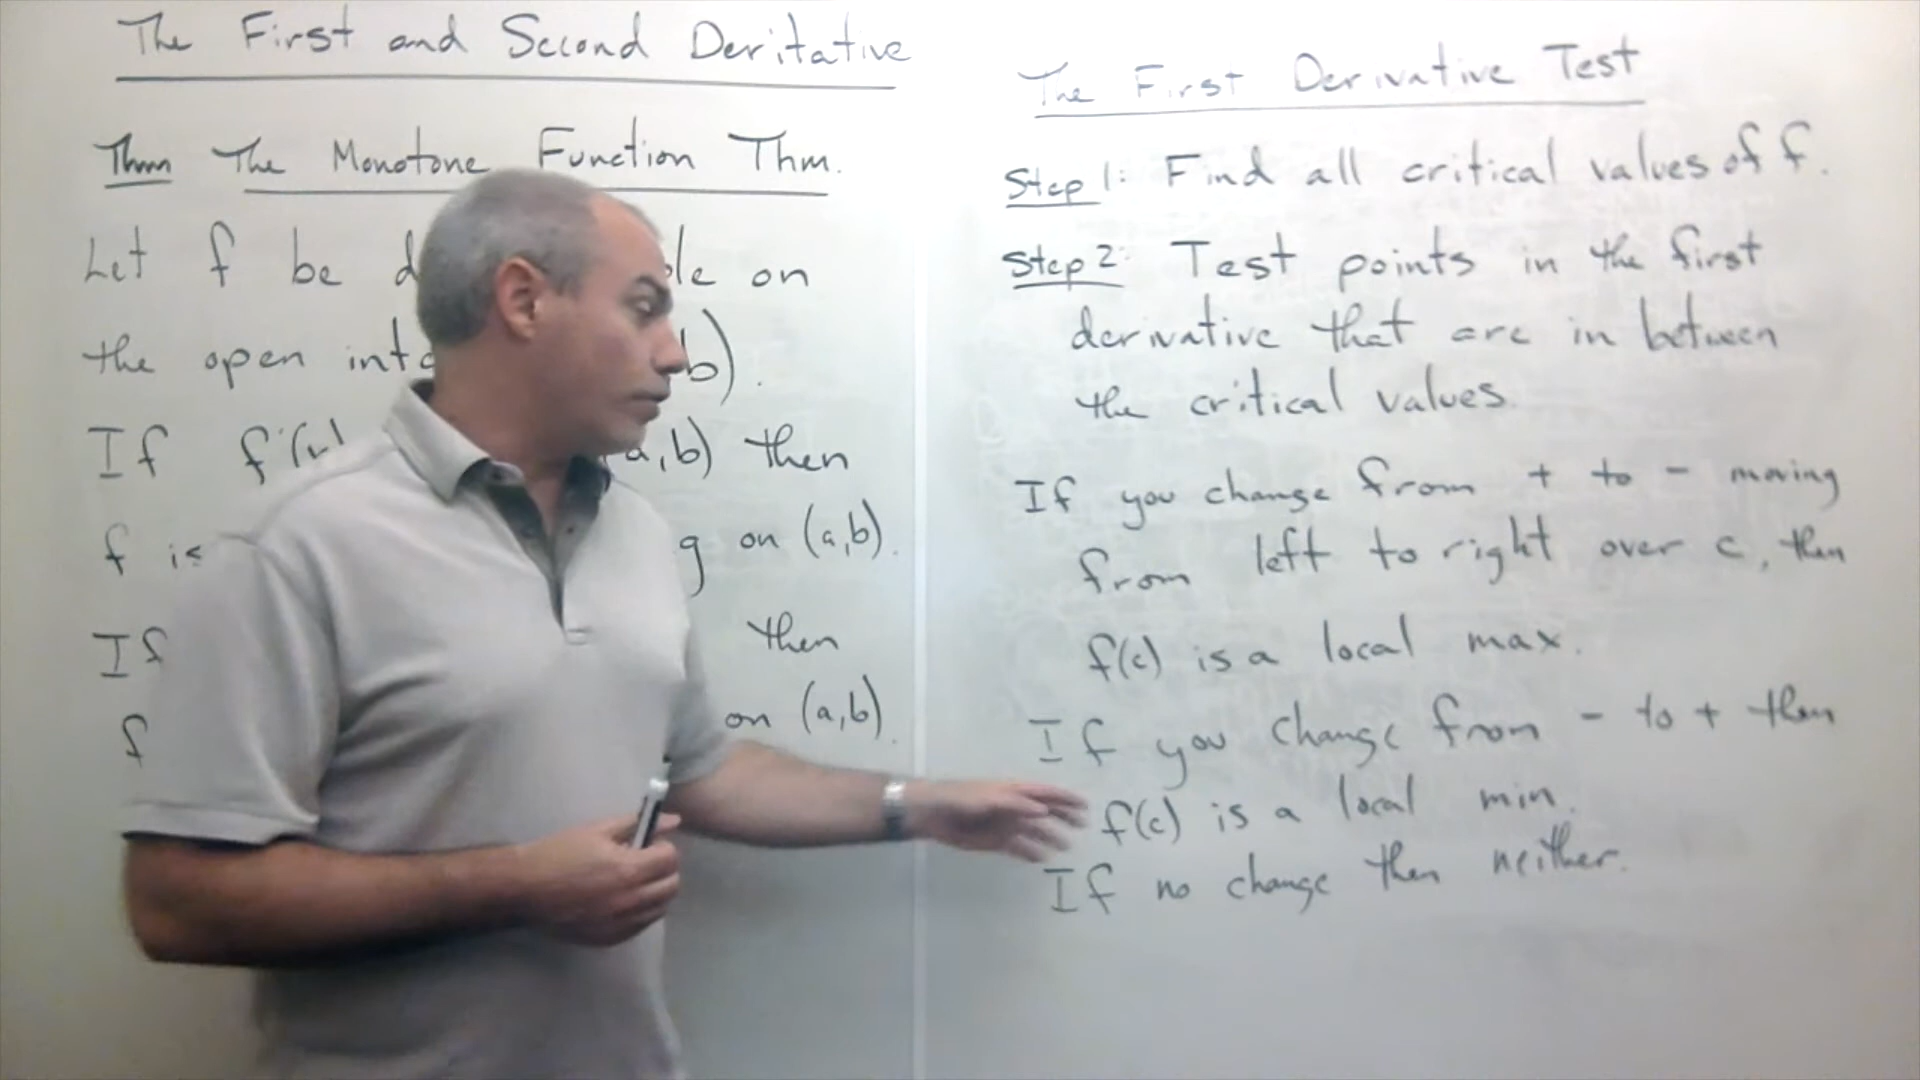 The First and Second Deritative
Thm The Monotone Function Thm.
Let f be on
the open b).
If a,b) then
f is g on (a,b).
If then
f on (a,b).
The First Derivative Test
Step 1: Find all critical values of f.
Step 2: Test points in the first
derivative that are in between
the critical values.
If you change from + to - moving
from left to right over c, then
f(c) is a local max.
If you change from - to + then
f(c) is a local min.
If no change then neither.